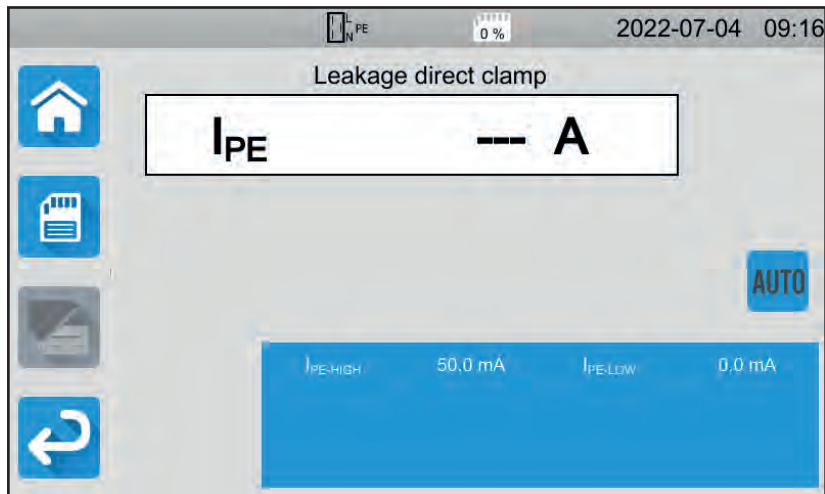 L
N PE 0 % 2022-07-04 09:16
Leakage direct clamp
IPE --- A
AUTO
IPE-HIGH 50.0 mA IPE-LOW 0.0 mA